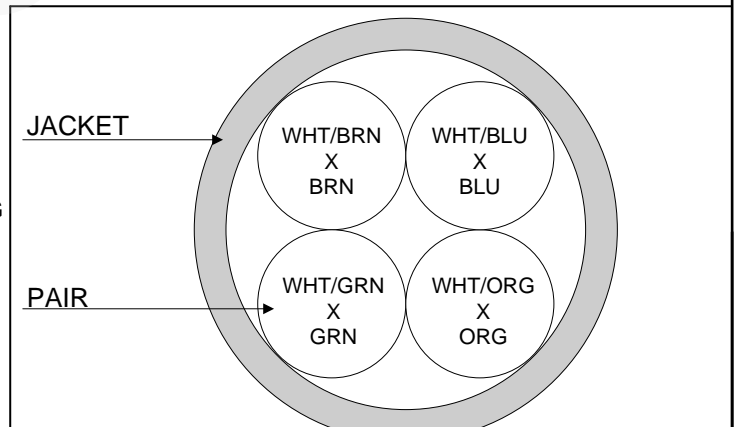 JACKET
WHT/BRN
X
BRN
WHT/BLU
X
BLU
PAIR
WHT/GRN
X
GRN
WHT/ORG
X
ORG